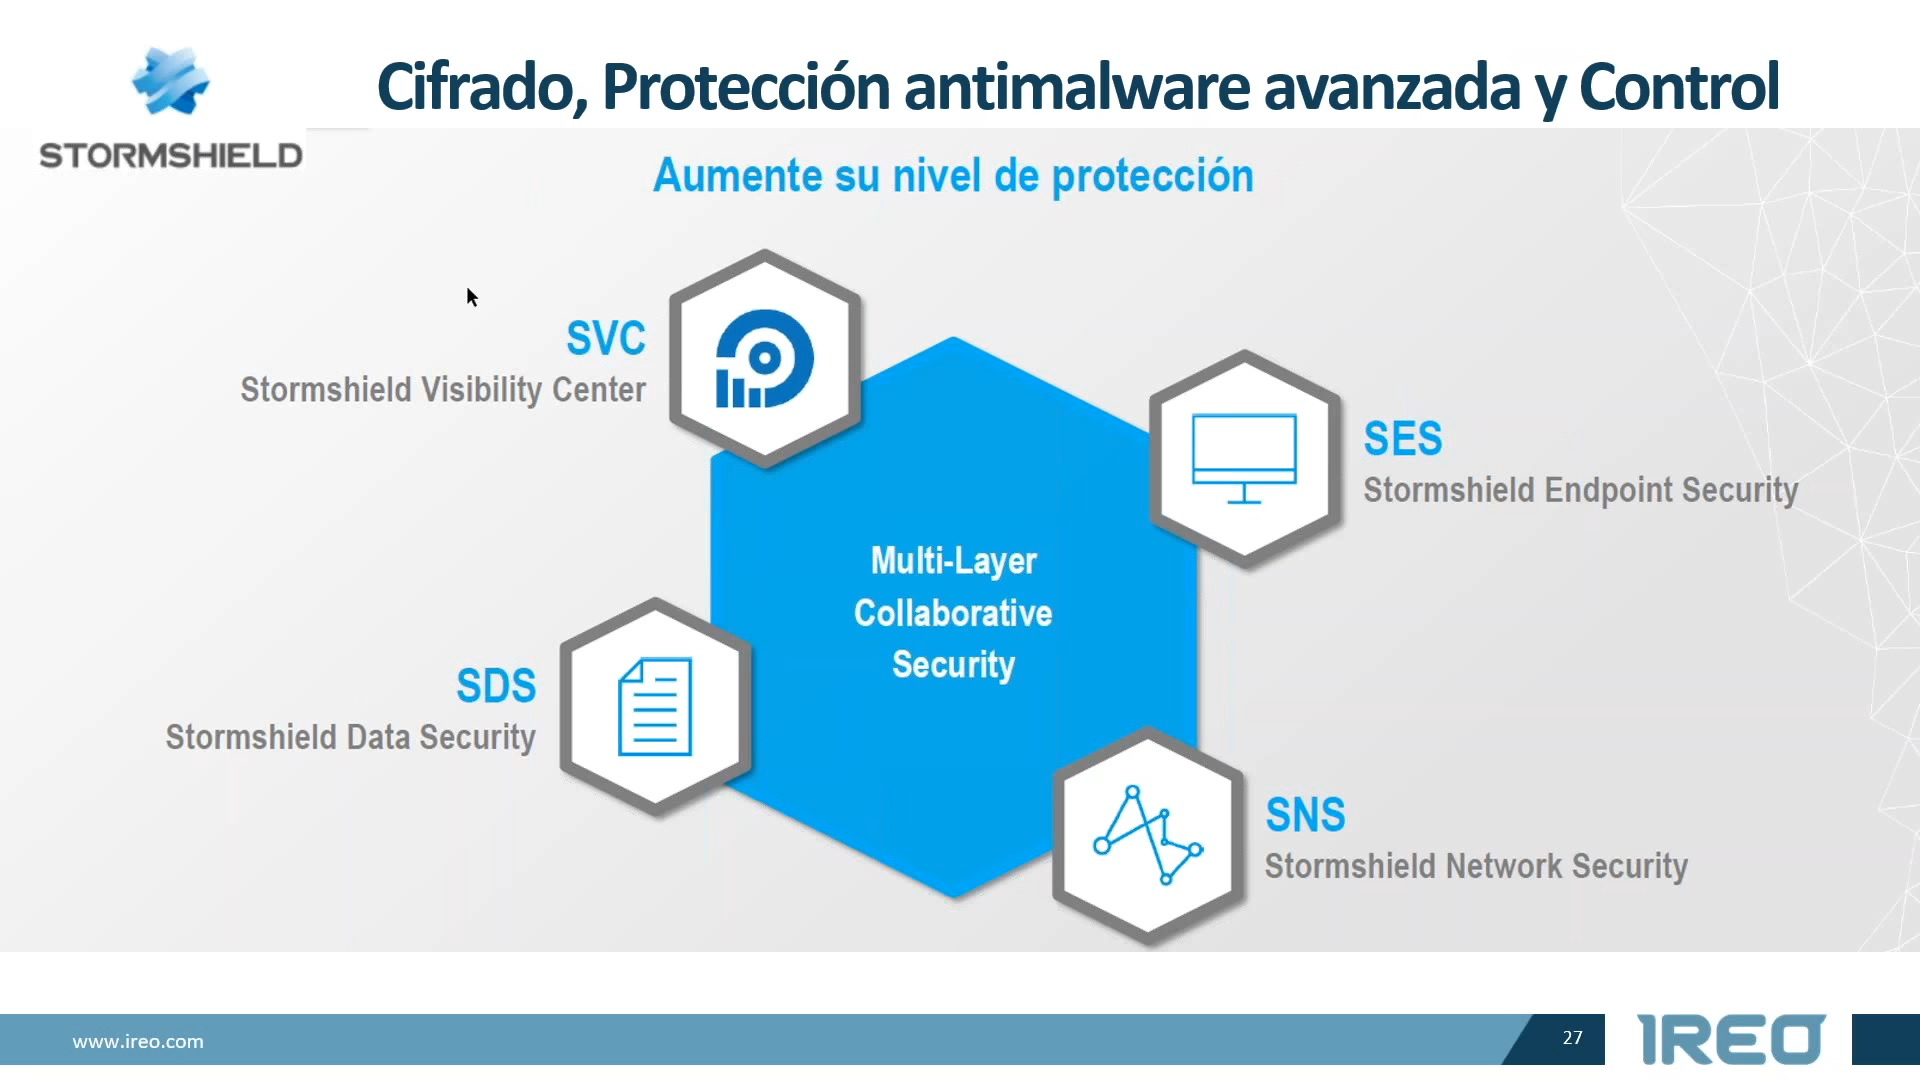 Cifrado, Protección antimalware avanzada y Control
STORMSHIELD
Aumente su nivel de protección
SVC
Stormshield Visibility Center
SES
Stormshield Endpoint Security
Multi-Layer
Collaborative
Security
SDS
Stormshield Data Security
SNS
Stormshield Network Security
www.ireo.com
27
IREO